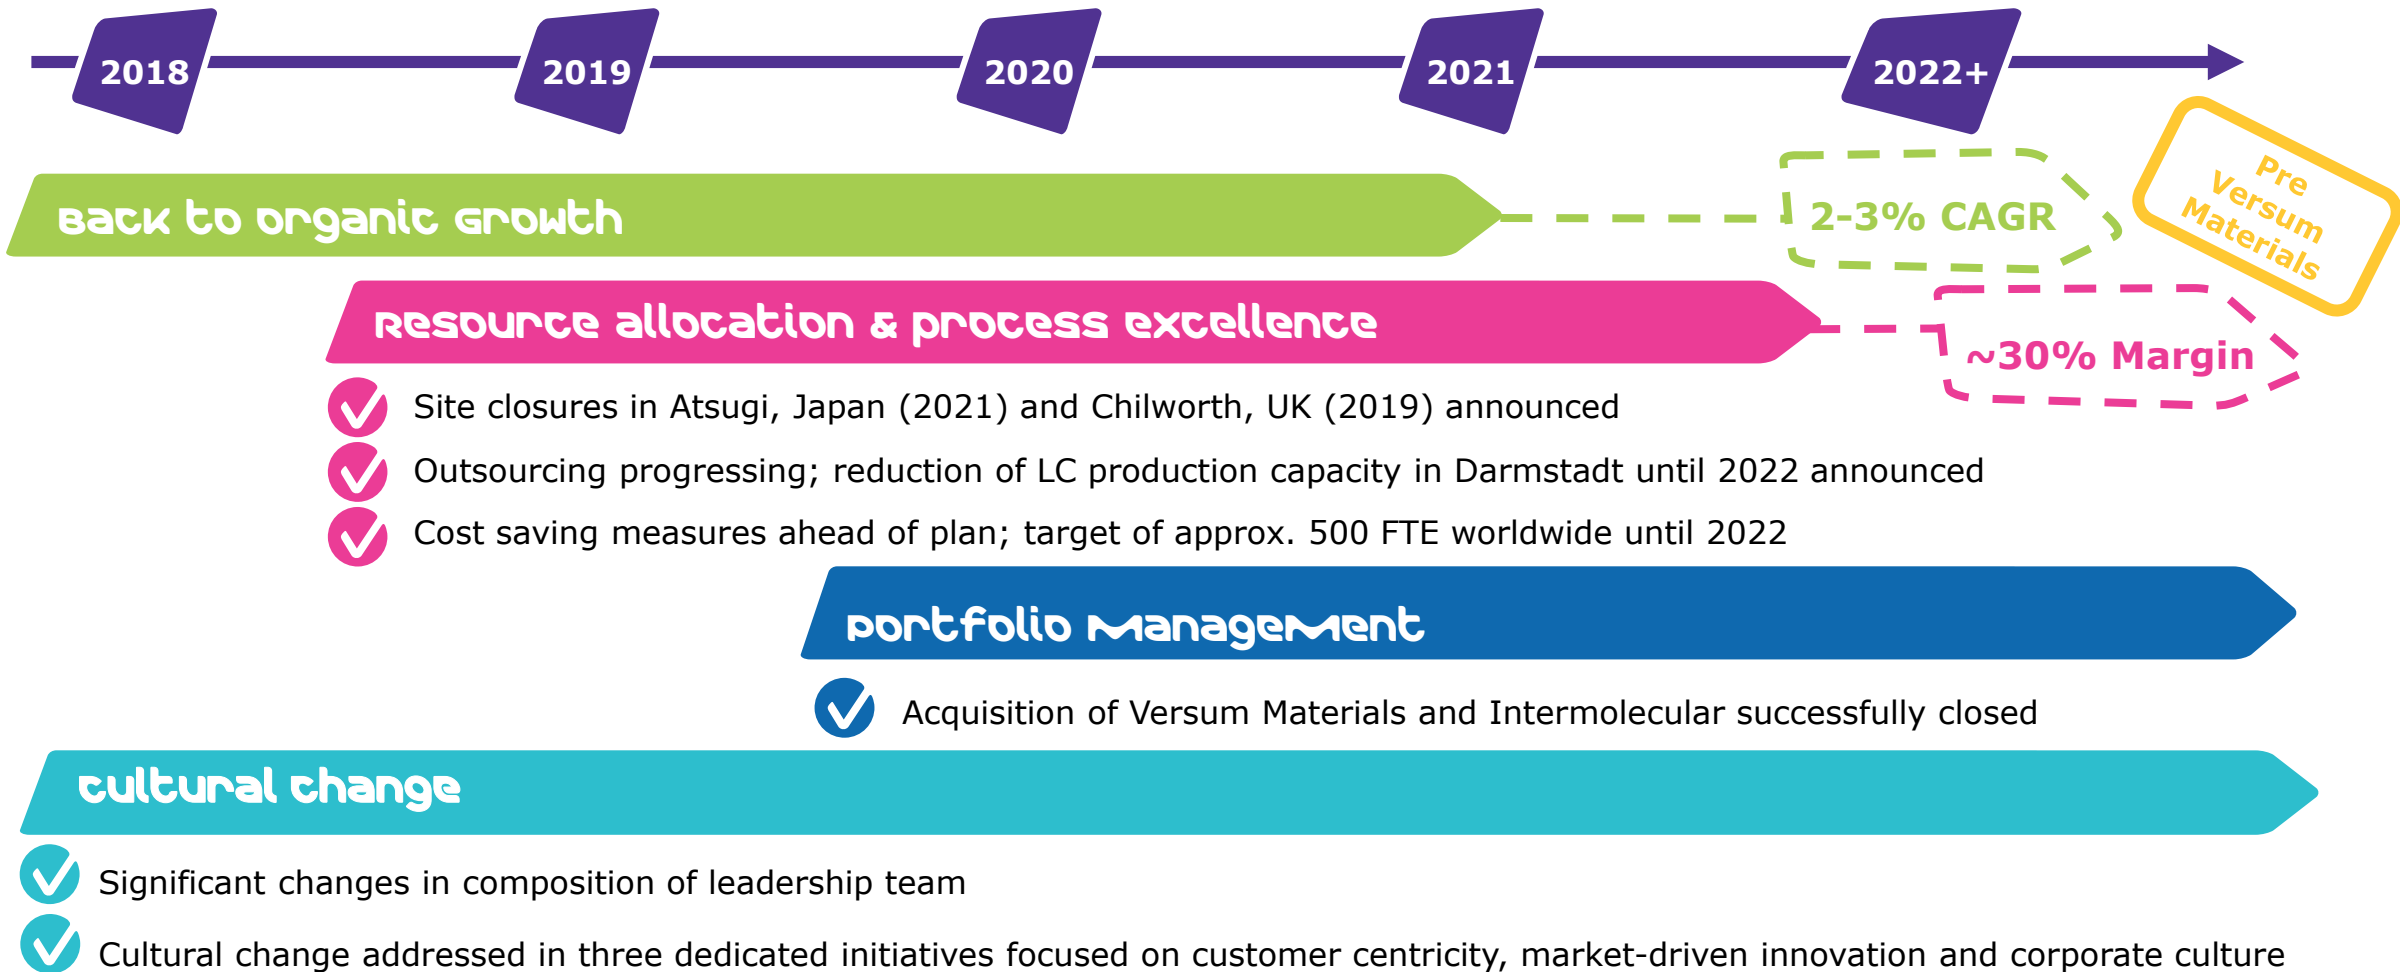 2018
2019
2020
2021
2022+
Pre
Versum
Materials
Back to Organic Growth
2-3% CAGR
Resource allocation & process excellence
~30% Margin
Site closures in Atsugi, Japan (2021) and Chilworth, UK (2019) announced
Outsourcing progressing; reduction of LC production capacity in Darmstadt until 2022 announced
Cost saving measures ahead of plan; target of approx. 500 FTE worldwide until 2022
Portfolio Management
Acquisition of Versum Materials and Intermolecular successfully closed
Cultural change
Significant changes in composition of leadership team
Cultural change addressed in three dedicated initiatives focused on customer centricity, market-driven innovation and corporate culture